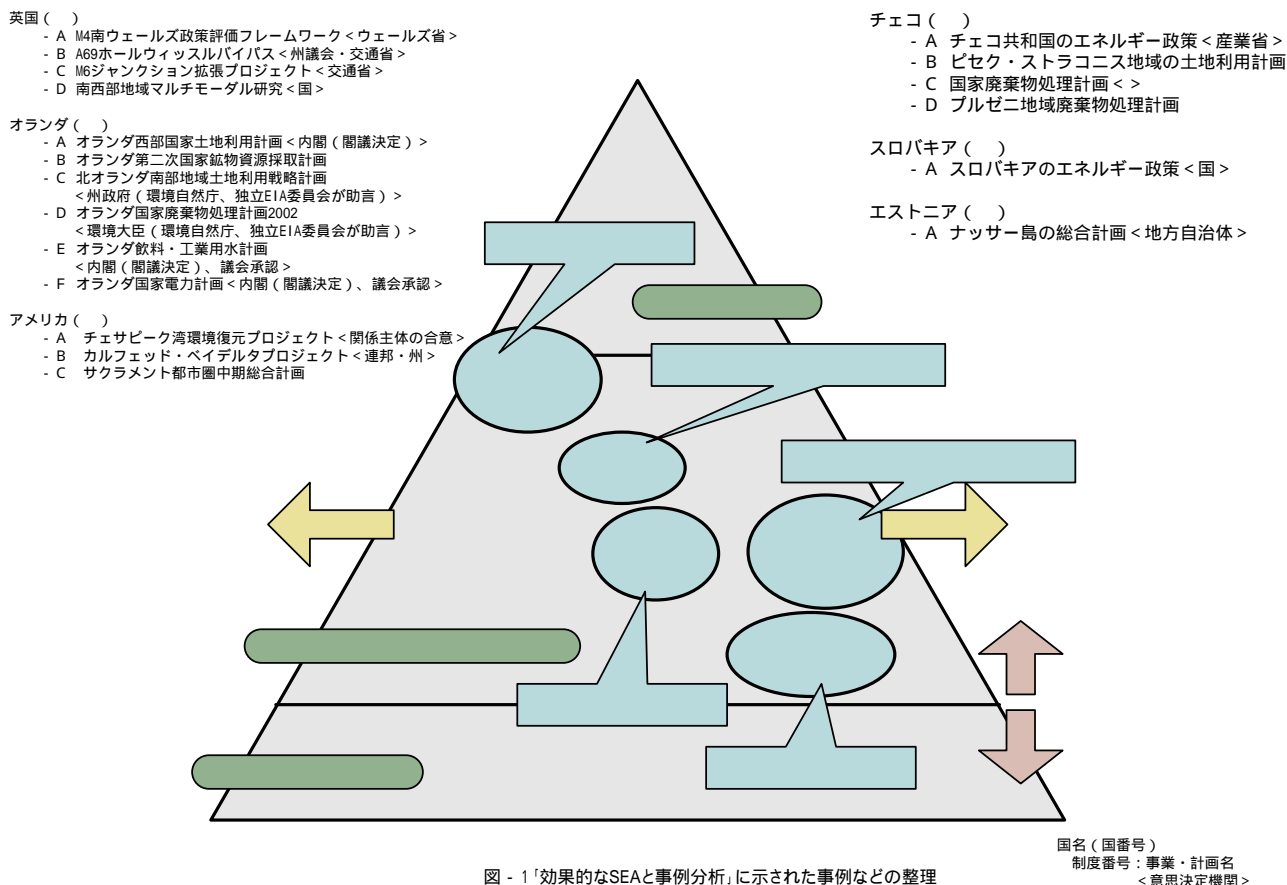 英国(　)
- A M4南ウェールズ政策評価フレームワーク<ウェールズ省>
- B A69ホールウィッスルバイパス<州議会・交通省>
- C M6ジャンクション拡張プロジェクト<交通省>
- D 南西部地域マルチモーダル研究<国>
オランダ(　)
- A オランダ西部国家土地利用計画<内閣(閣議決定)>
- B オランダ第二次国家鉱物資源採取計画
- C 北オランダ南部地域土地利用戦略計画
<州政府(環境自然庁、独立EIA委員会が助言)>
- D オランダ国家廃棄物処理計画2002
<環境大臣(環境自然庁、独立EIA委員会が助言)>
- E オランダ飲料・工業用水計画
<内閣(閣議決定)、議会承認>
- F オランダ国家電力計画<内閣(閣議決定)、議会承認>
アメリカ(　)
- A チェサピーク湾環境復元プロジェクト<関係主体の合意>
- B カルフェッド・ベイデルタプロジェクト<連邦・州>
- C サクラメント都市圏中期総合計画
チェコ(　)
- A チェコ共和国のエネルギー政策<産業省>
- B ピセク・ストラコニス地域の土地利用計画
- C 国家廃棄物処理計画<>
- D プルゼニ地域廃棄物処理計画
スロバキア(　)
- A スロバキアのエネルギー政策<国>
エストニア(　)
- A ナッサー島の総合計画<地方自治体>
国名(国番号)
制度番号:事業・計画名
<意思決定機関>
図 - 1「効果的なSEAと事例分析」に示された事例などの整理